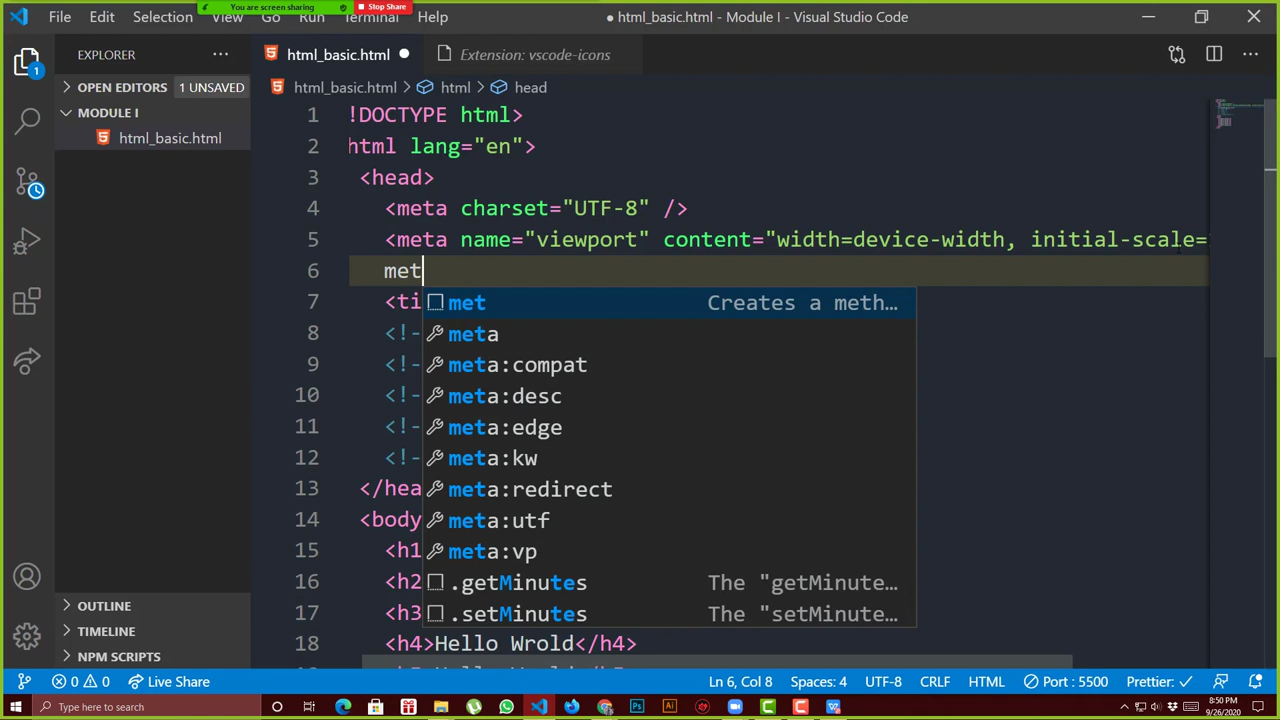 File Edit Selection View Go Run Terminal Help
You are screen sharing Stop Share
● html_basic.html - Module I - Visual Studio Code
EXPLORER ...
html_basic.html
Extension: vscode-icons
OPEN EDITORS 1 UNSAVED
MODULE I
html_basic.html
html_basic.html > html > head
1 !DOCTYPE html>
2 html lang="en">
3 <head>
4 <meta charset="UTF-8" />
5 <meta name="viewport" content="width=device-width, initial-scale=
6 met
7 <ti
8 <!-
9 <!-
10 <!-
11 <!-
12 <!-
13 </hea
14 <body
15 <h1
16 <h2
17 <h3
18 <h4>Hello Wrold</h4>
met Creates a meth...
meta
meta:compat
meta:desc
meta:edge
meta:kw
meta:redirect
meta:utf
meta:vp
.getMinutes The "getMinute...
.setMinutes The "setMinute...
1
OUTLINE
TIMELINE
NPM SCRIPTS
0 0 Live Share Ln 6, Col 8 Spaces: 4 UTF-8 CRLF HTML Port : 5500 Prettier:
Type here to search
Ps Ai
8:50 PM
9/26/2020